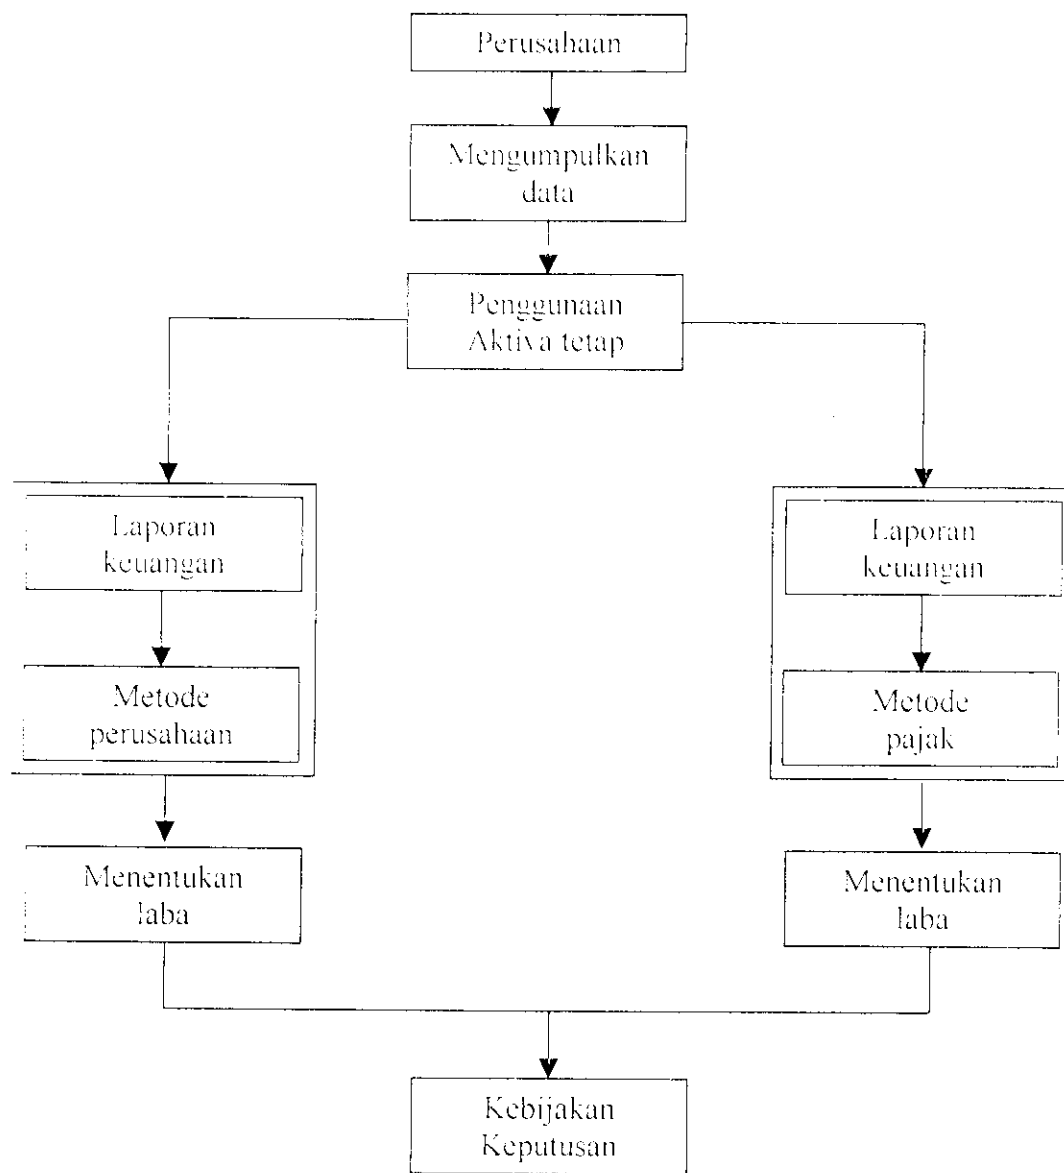 Perusahaan
Mengumpulkan
data
Penggunaan
Aktiva tetap
Laporan
keuangan
Metode
perusahaan
Menentukan
laba
Laporan
keuangan
Metode
pajak
Menentukan
laba
Kebijakan
Keputusan